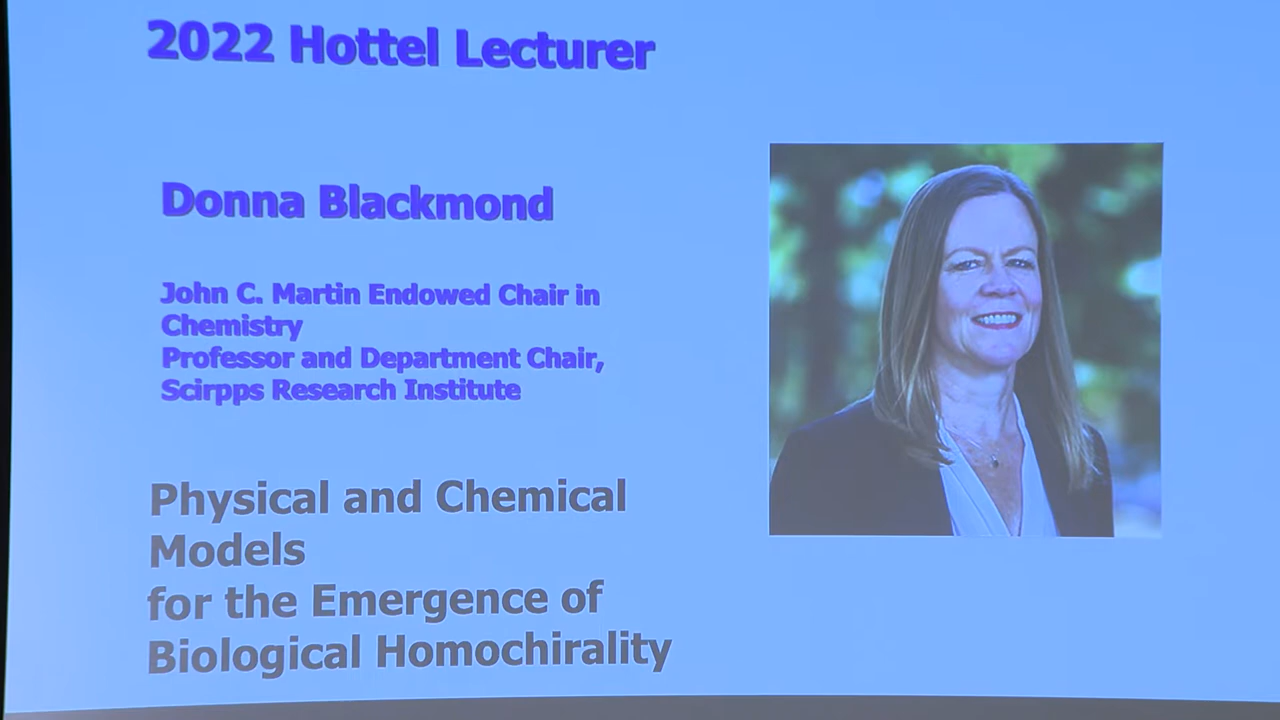 2022 Hottel Lecturer
Donna Blackmond
John C. Martin Endowed Chair in
Chemistry
Professor and Department Chair,
Scirpps Research Institute
Physical and Chemical
Models
for the Emergence of
Biological Homochirality